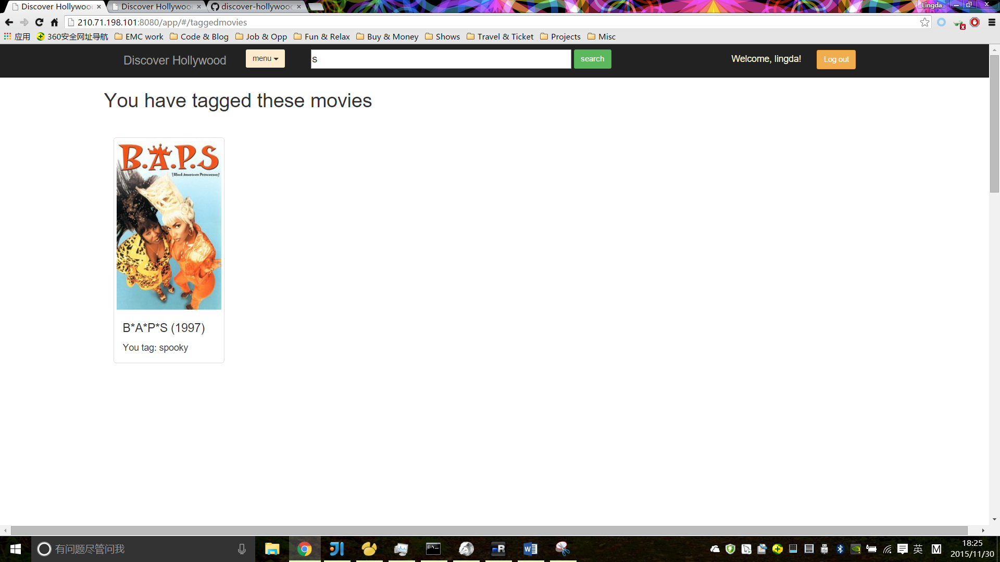 Discover Hollywood
Discover Hollywood
discover-hollywood
Lingda
210.71.198.101:8080/app/#/taggedmovies
应用
360安全网址导航
EMC work
Code & Blog
Job & Opp
Fun & Relax
Buy & Money
Shows
Travel & Ticket
Projects
Misc
Discover Hollywood
menu
s
search
Welcome, lingda!
Log out
You have tagged these movies
B.A.P.S
[Black American Princesses]
B*A*P*S (1997)
You tag: spooky
有问题尽管问我
英
M
18:25
2015/11/30